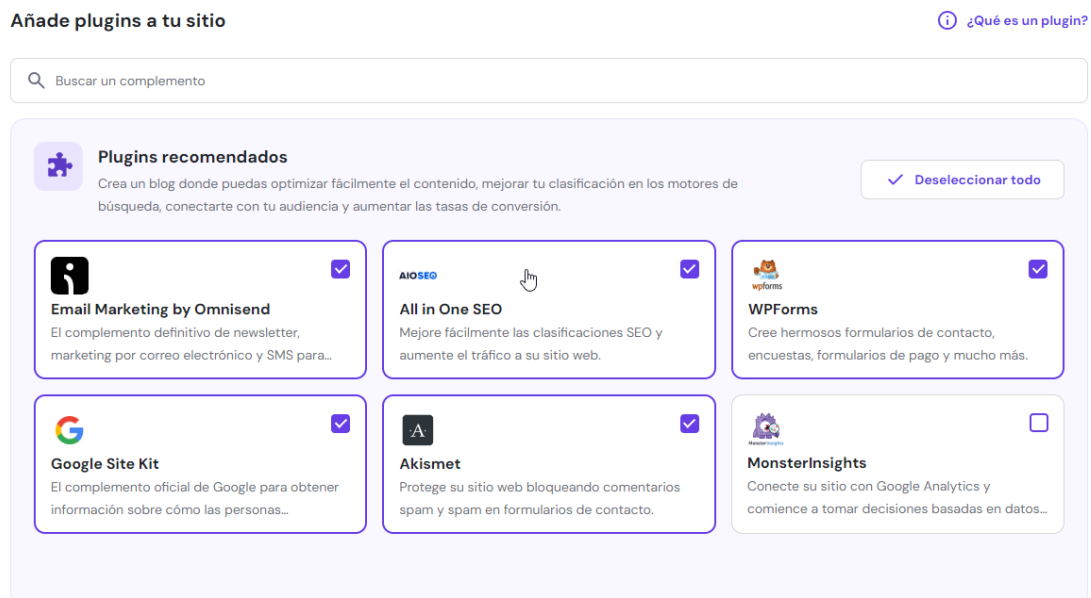 Añade plugins a tu sitio
¿Qué es un plugin?
Buscar un complemento
Plugins recomendados
Crea un blog donde puedas optimizar fácilmente el contenido, mejorar tu clasificación en los motores de
búsqueda, conectarte con tu audiencia y aumentar las tasas de conversión.
Deseleccionar todo
Email Marketing by Omnisend
El complemento definitivo de newsletter,
marketing por correo electrónico y SMS para...
AIOSEO
All in One SEO
Mejore fácilmente las clasificaciones SEO y
aumente el tráfico a su sitio web.
wpforms
WPForms
Cree hermosos formularios de contacto,
encuestas, formularios de pago y mucho más.
Google Site Kit
El complemento oficial de Google para obtener
información sobre cómo las personas...
·A·
Akismet
Protege su sitio web bloqueando comentarios
spam y spam en formularios de contacto.
MonsterInsights
MonsterInsights
Conecte su sitio con Google Analytics y
comience a tomar decisiones basadas en datos...